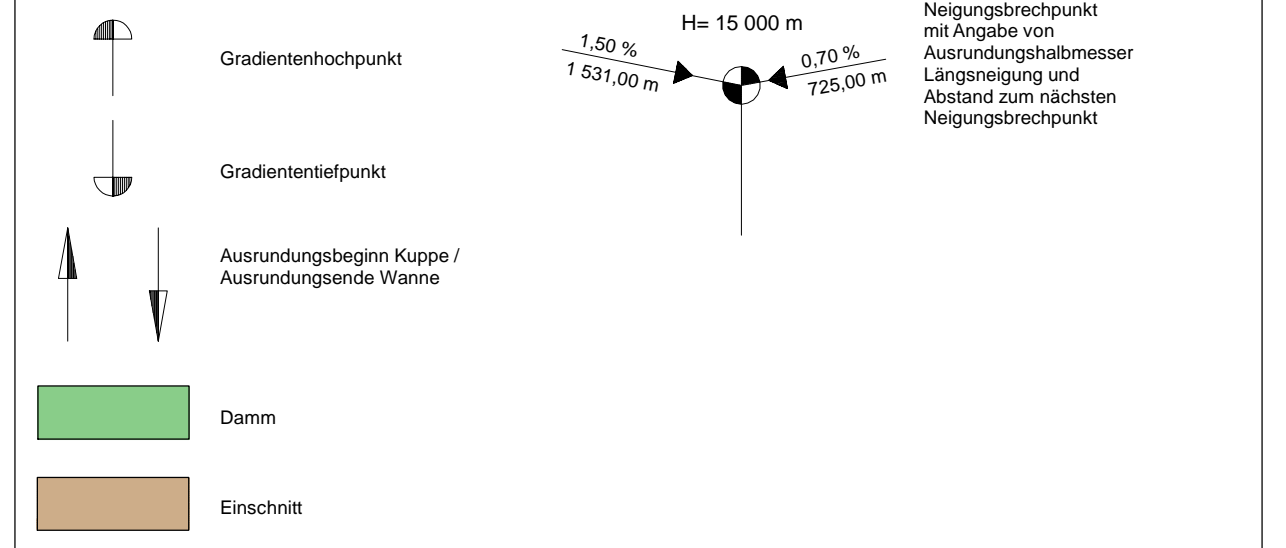 Gradientenhochpunkt
Gradiententiefpunkt
Ausrundungsbeginn Kuppe /
Ausrundungsende Wanne
Damm
Einschnitt
H= 15 000 m
1,50 %
1 531,00 m
0,70 %
725,00 m
Neigungsbrechpunkt
mit Angabe von
Ausrundungshalbmesser
Längsneigung und
Abstand zum nächsten
Neigungsbrechpunkt